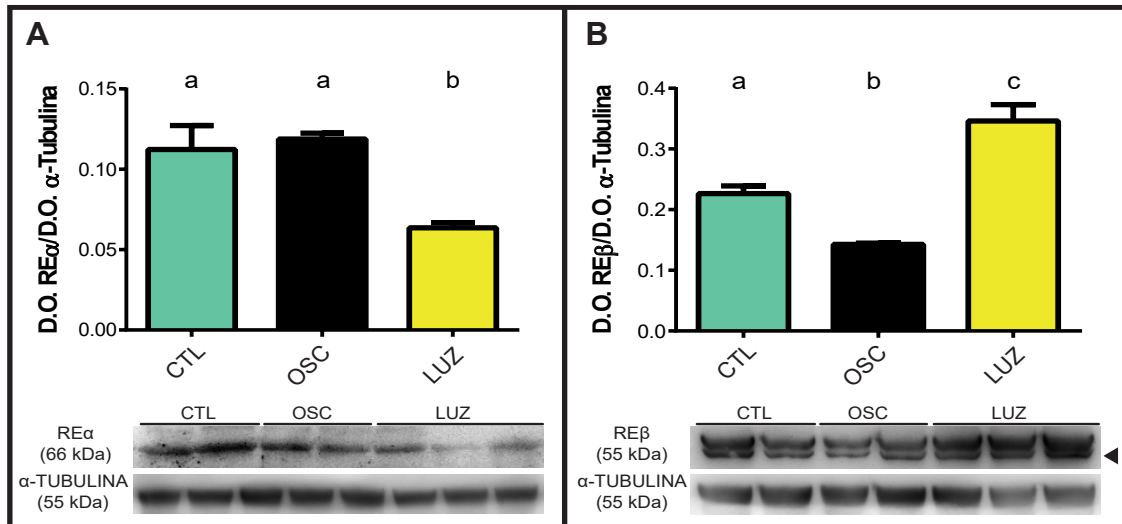 A
a a b
D.O. REα/D.O. α-Tubulina
0.15
0.10
0.05
0.00
CTL
OSC
LUZ
CTL OSC LUZ
REα
(66 kDa)
α-TUBULINA
(55 kDa)
B
a b c
D.O. REβ/D.O. α-Tubulina
0.4
0.3
0.2
0.1
0.0
CTL
OSC
LUZ
CTL OSC LUZ
REβ
(55 kDa)
α-TUBULINA
(55 kDa)